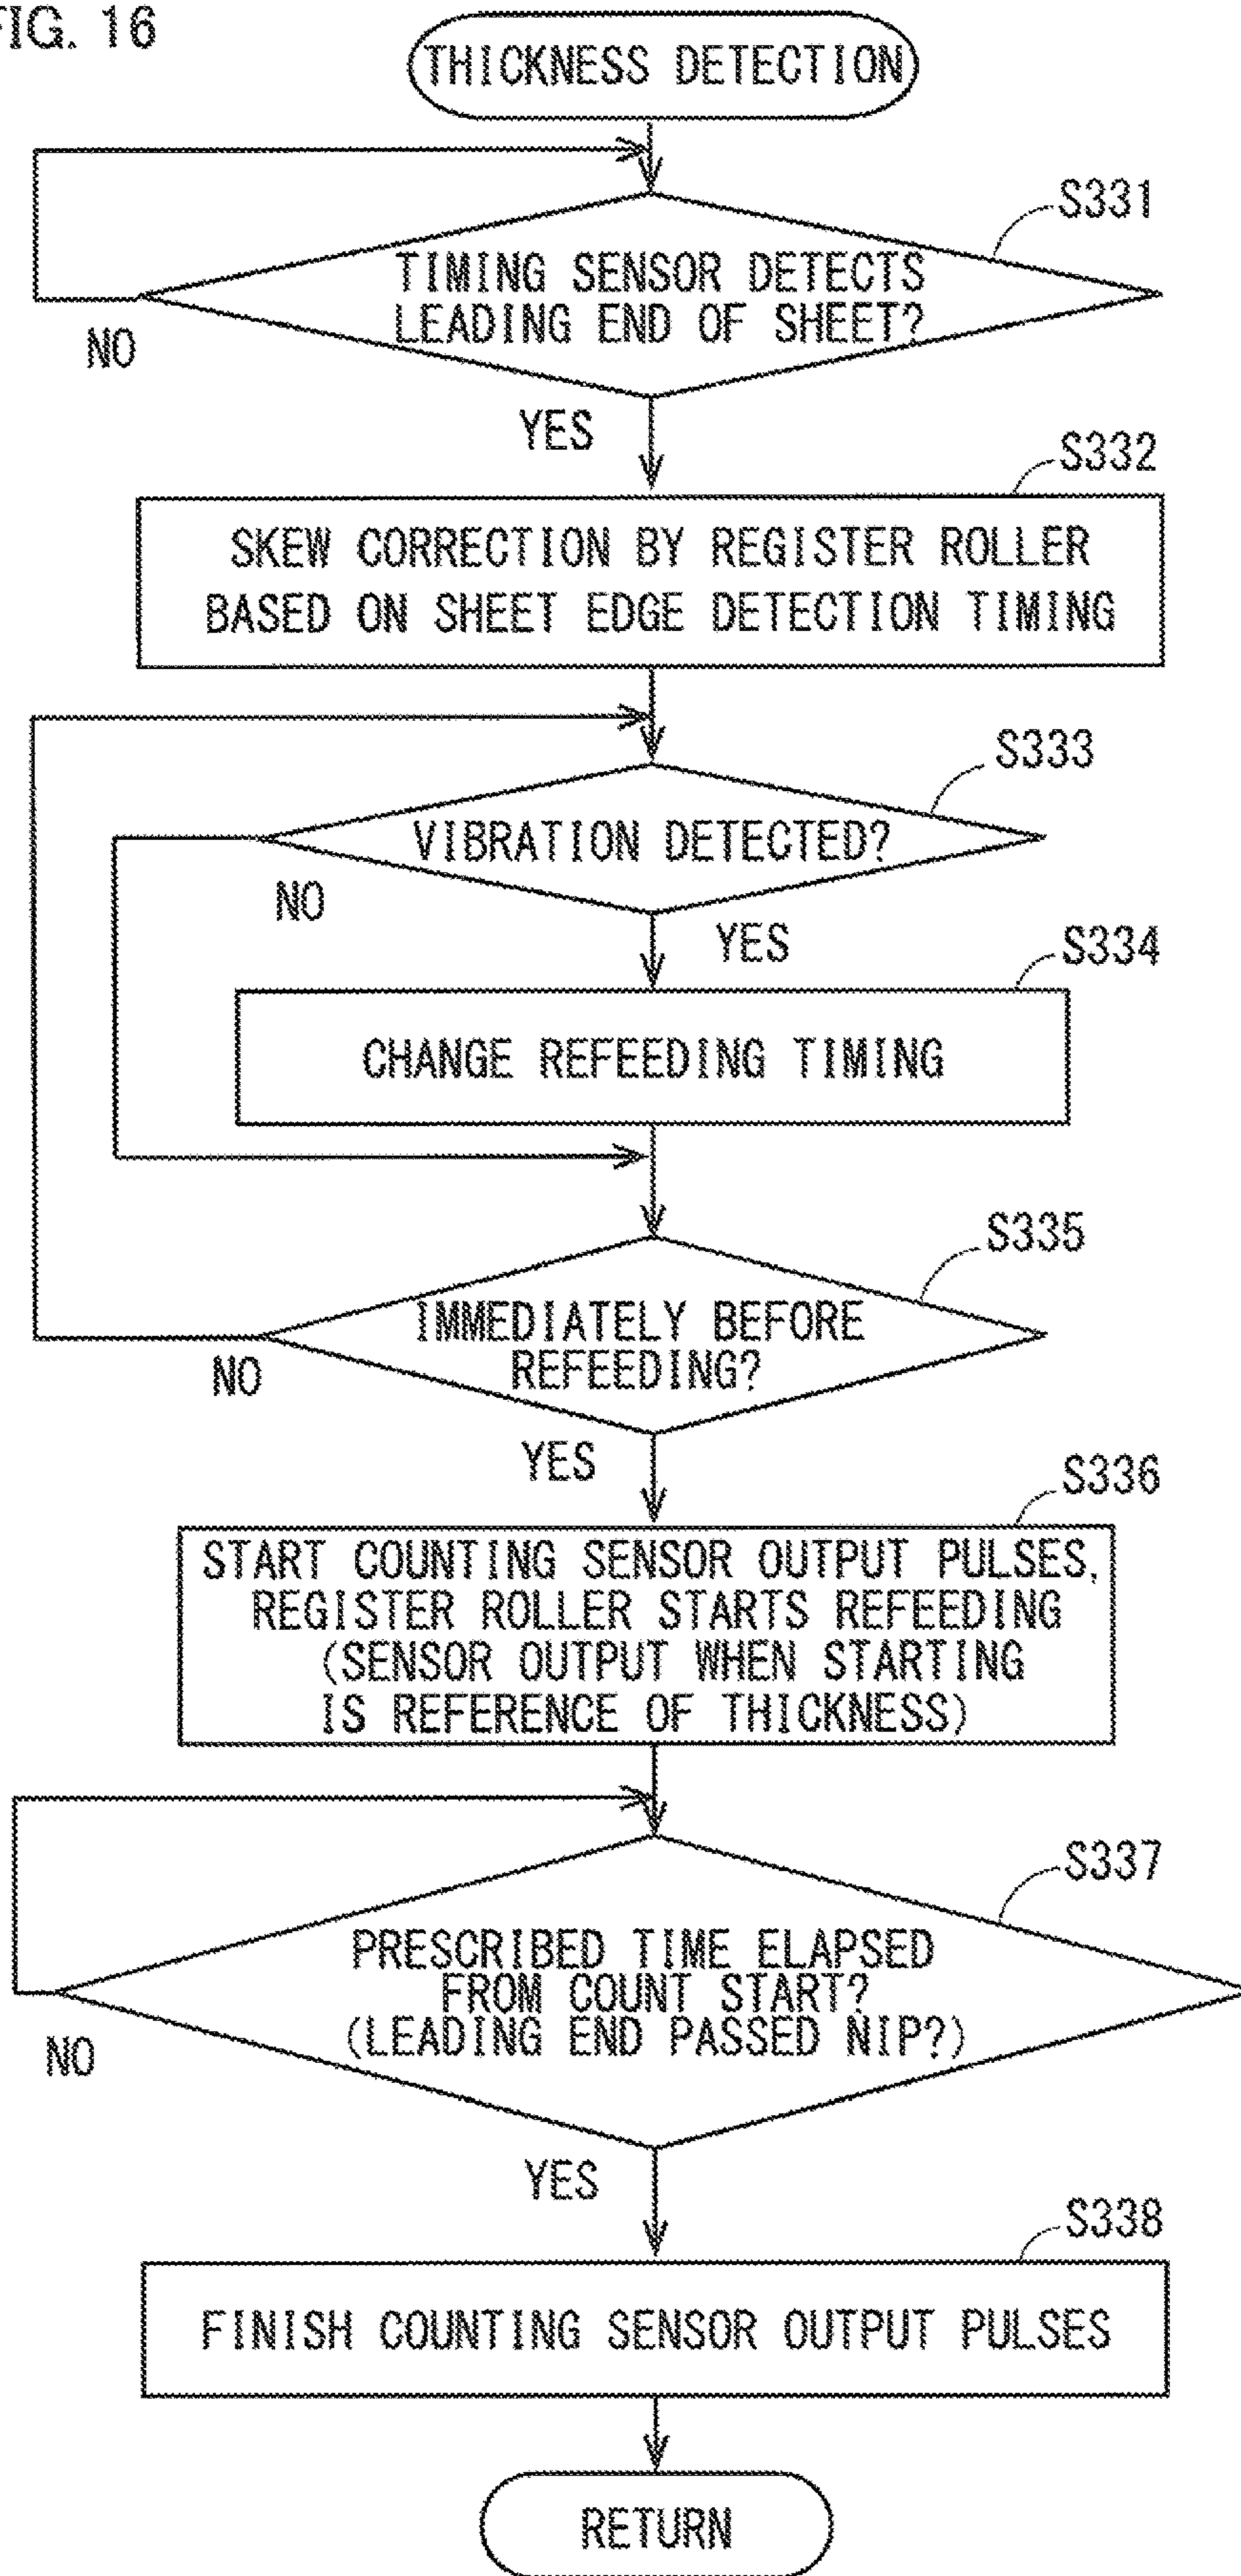 FIG. 16
THICKNESS DETECTION
S331
TIMING SENSOR DETECTS
LEADING END OF SHEET?
NO
YES
S332
SKEW CORRECTION BY REGISTER ROLLER
BASED ON SHEET EDGE DETECTION TIMING
S333
VIBRATION DETECTED?
NO
YES
S334
CHANGE REFEEDING TIMING
S335
IMMEDIATELY BEFORE
REFEEDING?
NO
YES
S336
START COUNTING SENSOR OUTPUT PULSES,
REGISTER ROLLER STARTS REFEEDING
(SENSOR OUTPUT WHEN STARTING
IS REFERENCE OF THICKNESS)
S337
PRESCRIBED TIME ELAPSED
FROM COUNT START?
(LEADING END PASSED NIP?)
NO
YES
S338
FINISH COUNTING SENSOR OUTPUT PULSES
RETURN